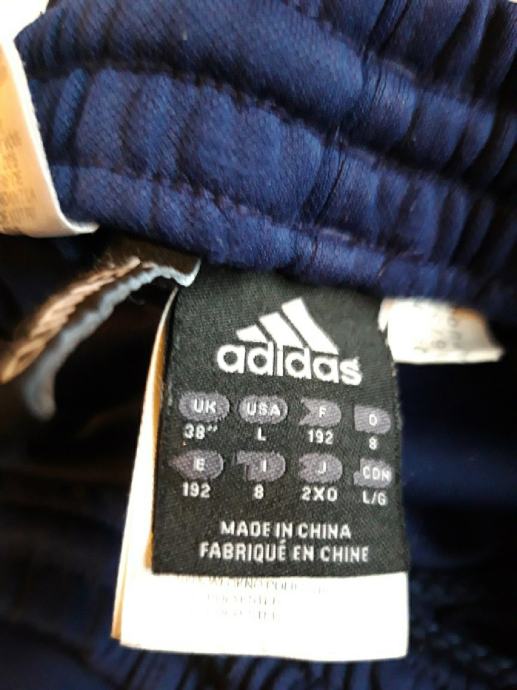 adidas
UK USA F D
38" L 192 8
E I J CDN
192 8 2XO L/G
MADE IN CHINA
FABRIQUÉ EN CHINE